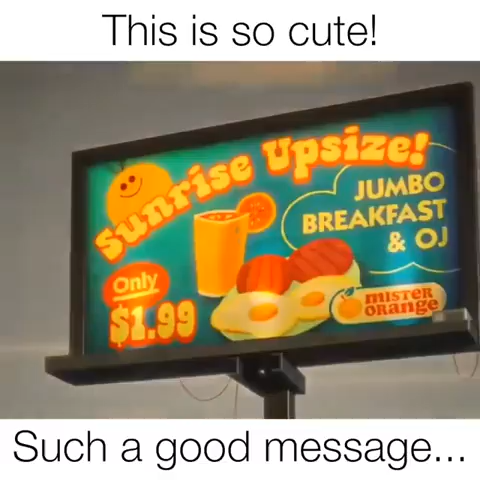 This is so cute!
Sunrise Upsize!
JUMBO
BREAKFAST
& OJ
Only
$1.99
mister
orange
Such a good message...